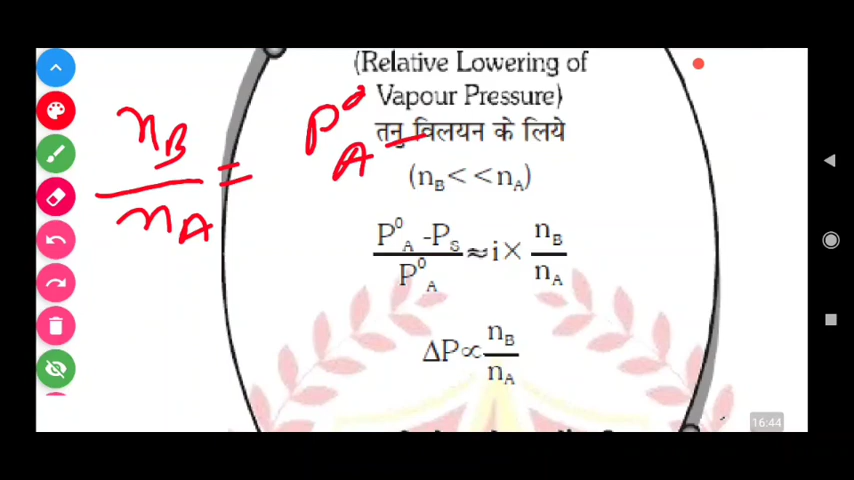 (Relative Lowering of
Vapour Pressure)
तनु विलयन के लिये
(n_B<<n_A)
n_B/n_A = P°_A –
(P⁰_A - P_S)/P⁰_A ≈ i × n_B/n_A
ΔP ∝ n_B/n_A
16:44